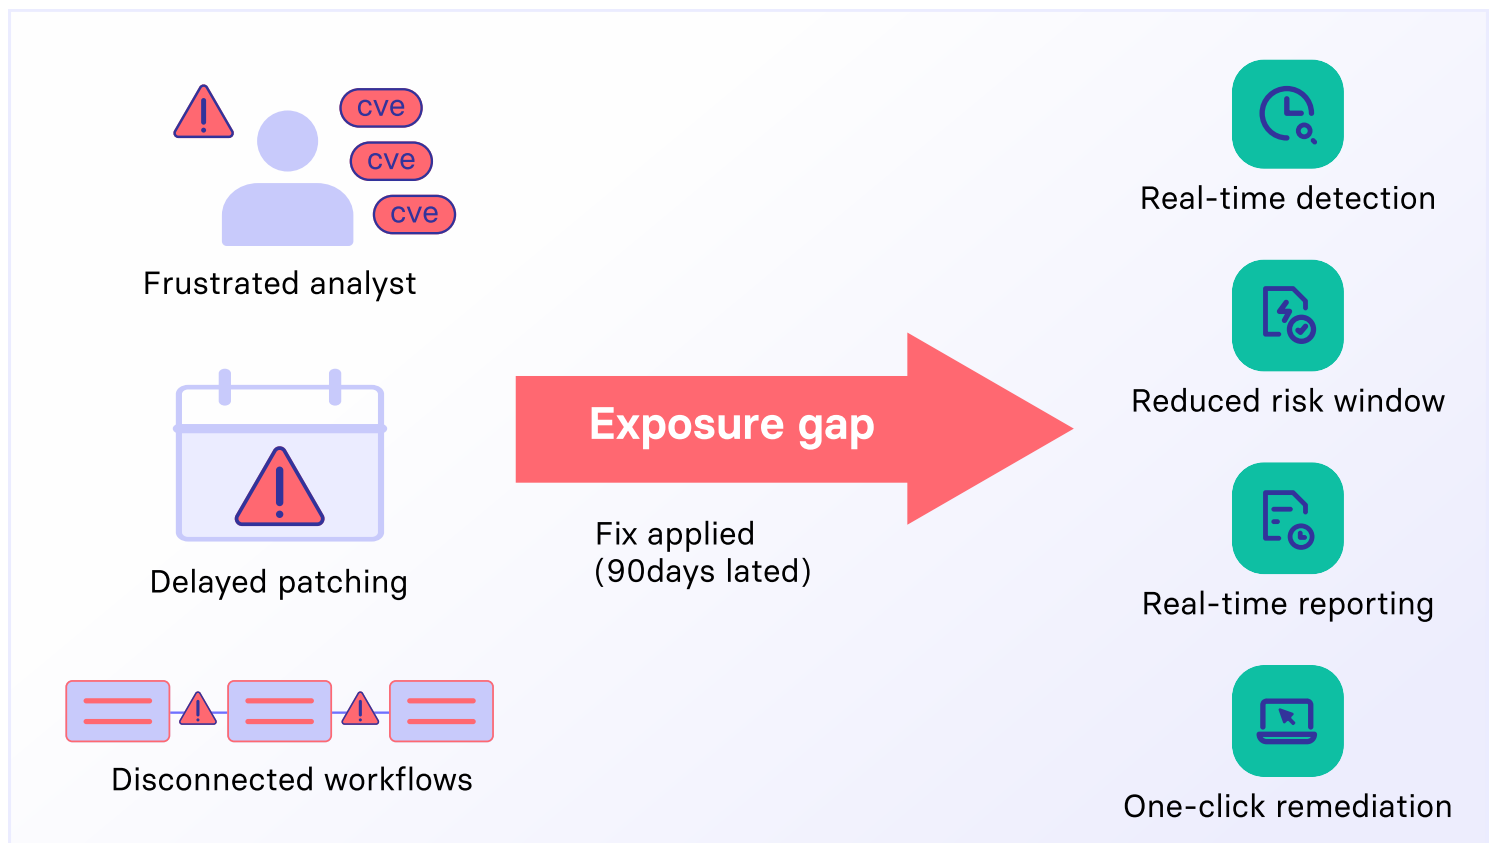 cve
cve
cve
Frustrated analyst
Delayed patching
Disconnected workflows
Exposure gap
Fix applied
(90days lated)
Real-time detection
Reduced risk window
Real-time reporting
One-click remediation